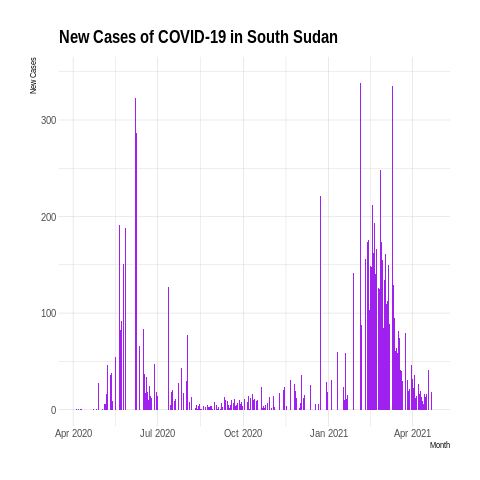 New Cases of COVID-19 in South Sudan
New Cases
300
200
100
0
Apr 2020 Jul 2020 Oct 2020 Jan 2021 Apr 2021
Month